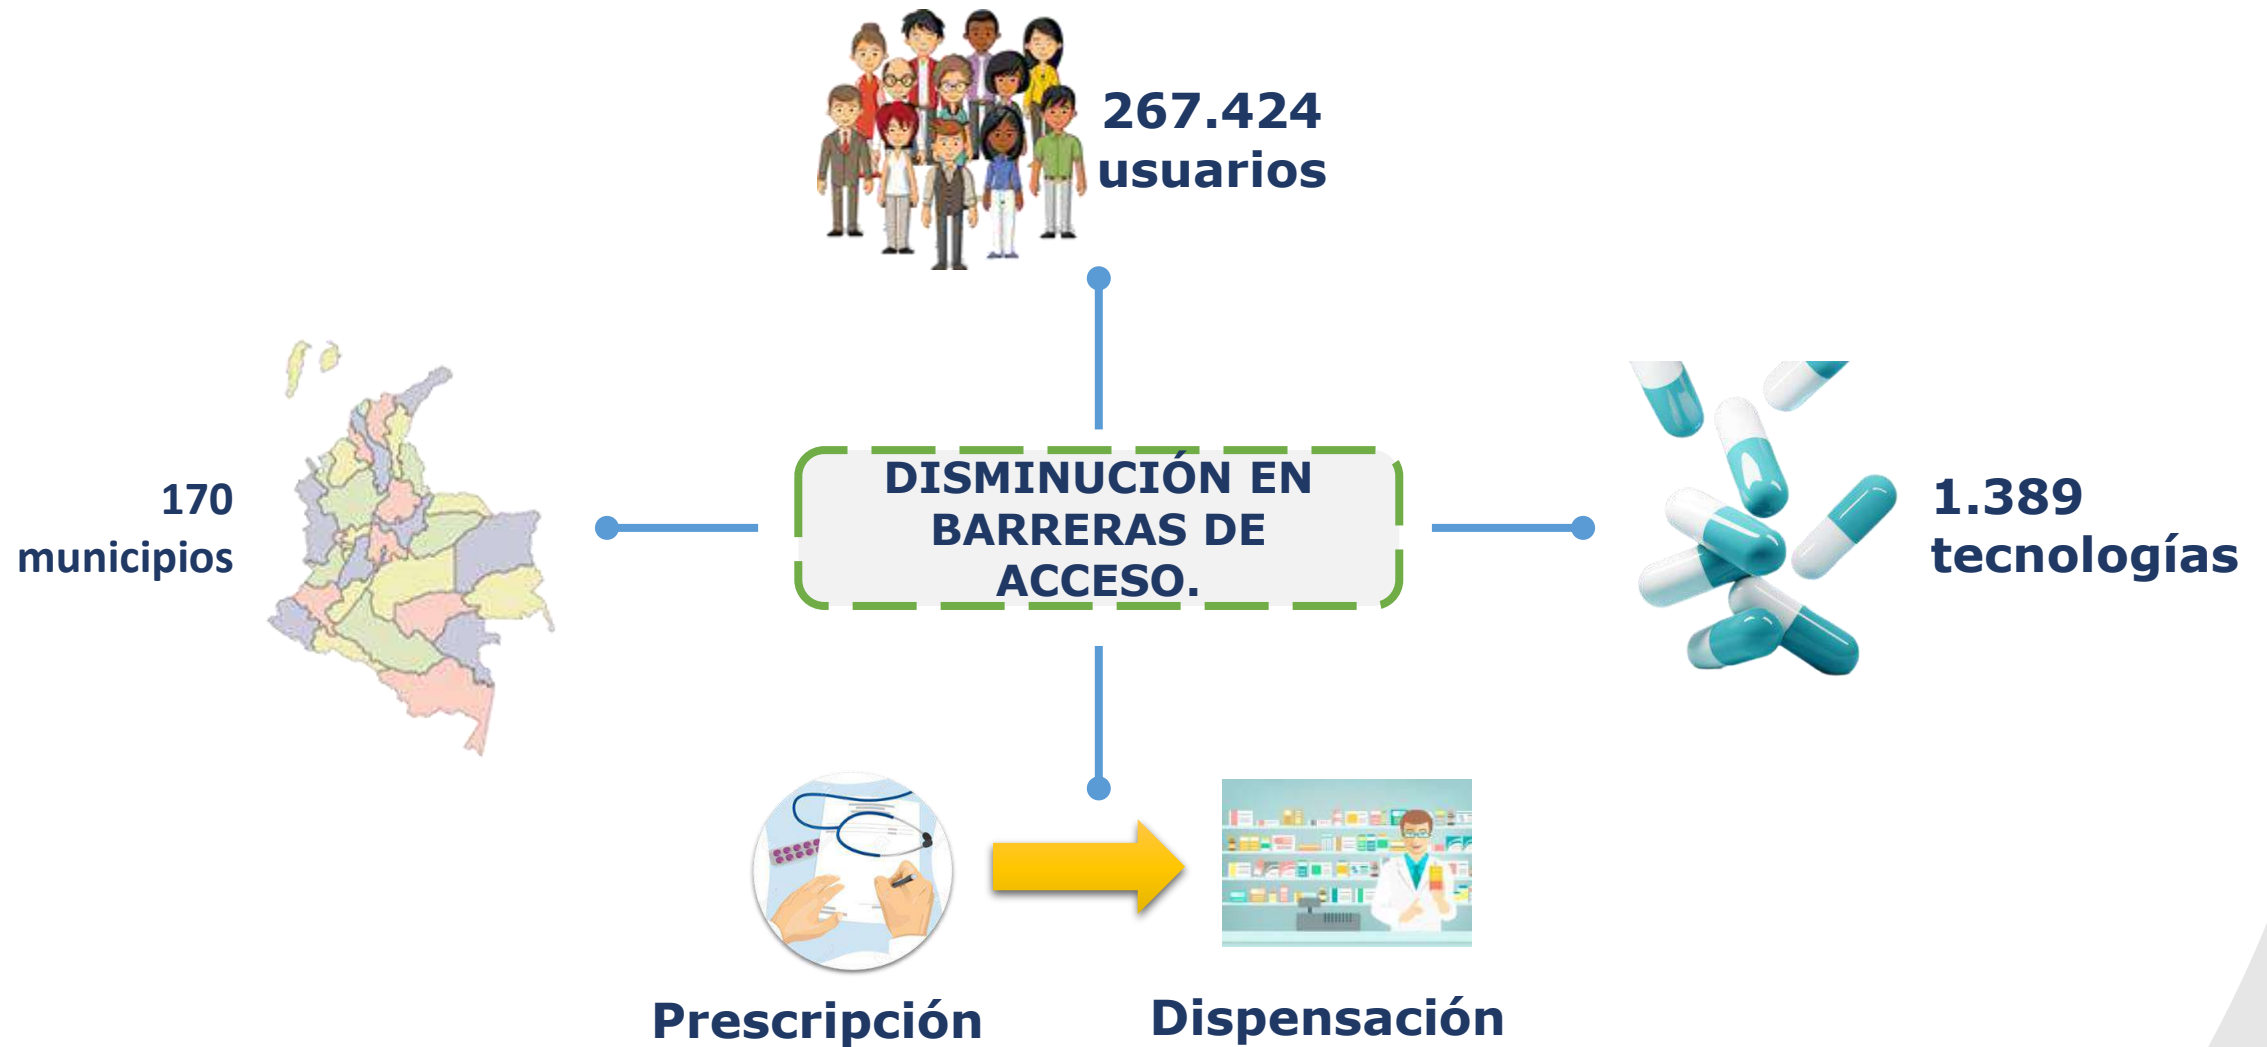 267.424
usuarios
170
municipios
DISMINUCIÓN EN
BARRERAS DE
ACCESO.
1.389
tecnologías
Prescripción
Dispensación